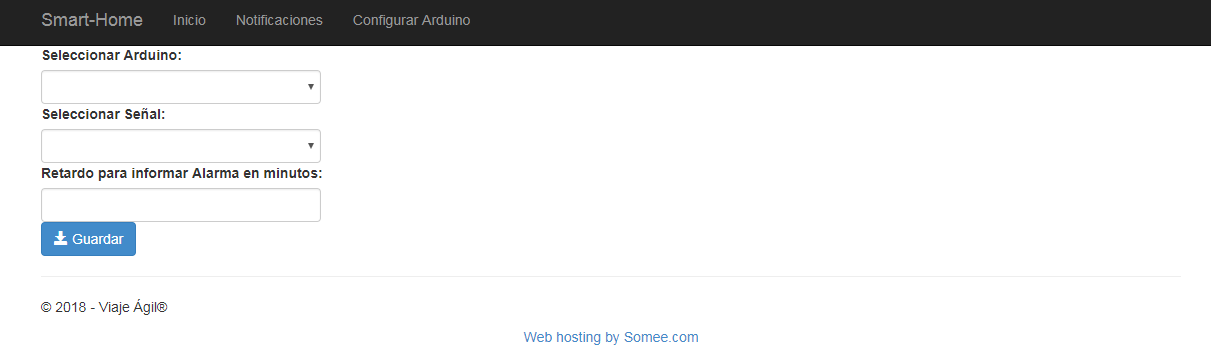 Smart-Home Inicio Notificaciones Configurar Arduino
Seleccionar Arduino:
Seleccionar Señal:
Retardo para informar Alarma en minutos:
Guardar
© 2018 - Viaje Ágil®
Web hosting by Somee.com